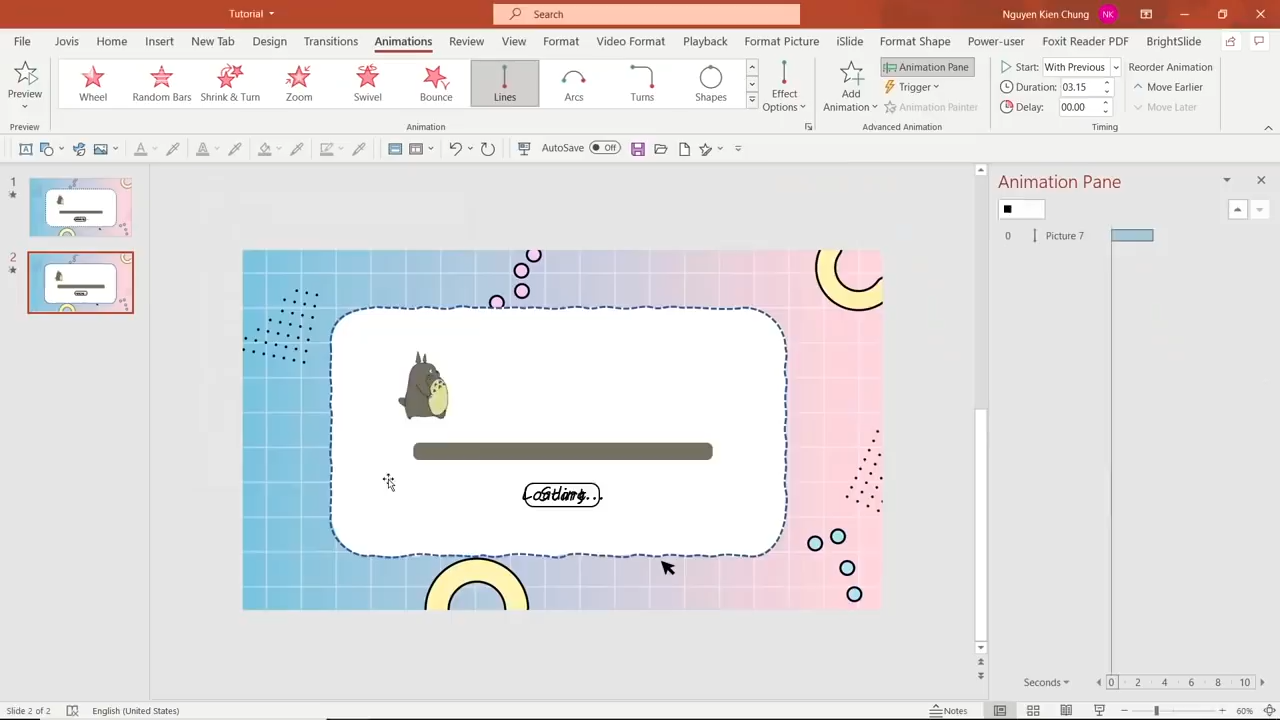 Tutorial
Search
Nguyen Kien Chung
NK
File
Jovis
Home
Insert
New Tab
Design
Transitions
Animations
Review
View
Format
Video Format
Playback
Format Picture
iSlide
Format Shape
Power-user
Foxit Reader PDF
BrightSlide
Preview
Wheel
Random Bars
Shrink & Turn
Zoom
Swivel
Bounce
Lines
Arcs
Turns
Shapes
Effect
Options
Add
Animation
Animation Pane
Trigger
Animation Painter
Start: With Previous
Duration: 03.15
Delay: 00.00
Reorder Animation
Move Earlier
Move Later
Preview
Animation
Advanced Animation
Timing
AutoSave
Off
1
2
Animation Pane
0 Picture 7
Seconds
0 2 4 6 8 10
Slide 2 of 2
English (United States)
Notes
60%